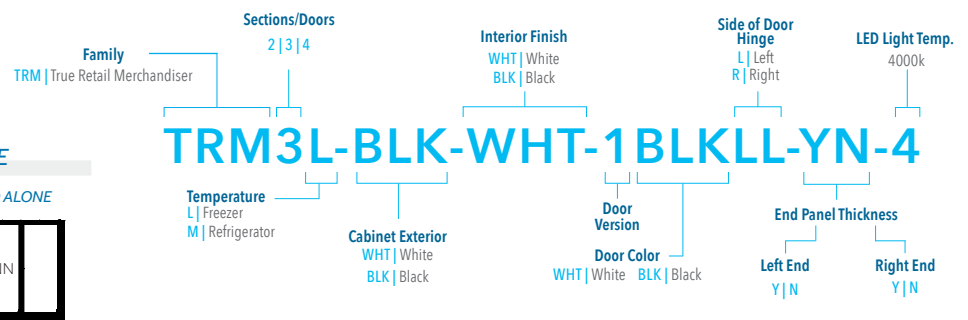 Sections/Doors
2 | 3 | 4
Family
TRM | True Retail Merchandiser
Interior Finish
WHT | White
BLK | Black
Side of Door
Hinge
L | Left
R | Right
LED Light Temp.
4000k
TRM3L-BLK-WHT-1BLKLL-YN-4
E
ALONE
IN
Temperature
L | Freezer
M | Refrigerator
Cabinet Exterior
WHT | White
BLK | Black
Door
Version
Door Color
WHT | White BLK | Black
End Panel Thickness
Left End
Y | N
Right End
Y | N